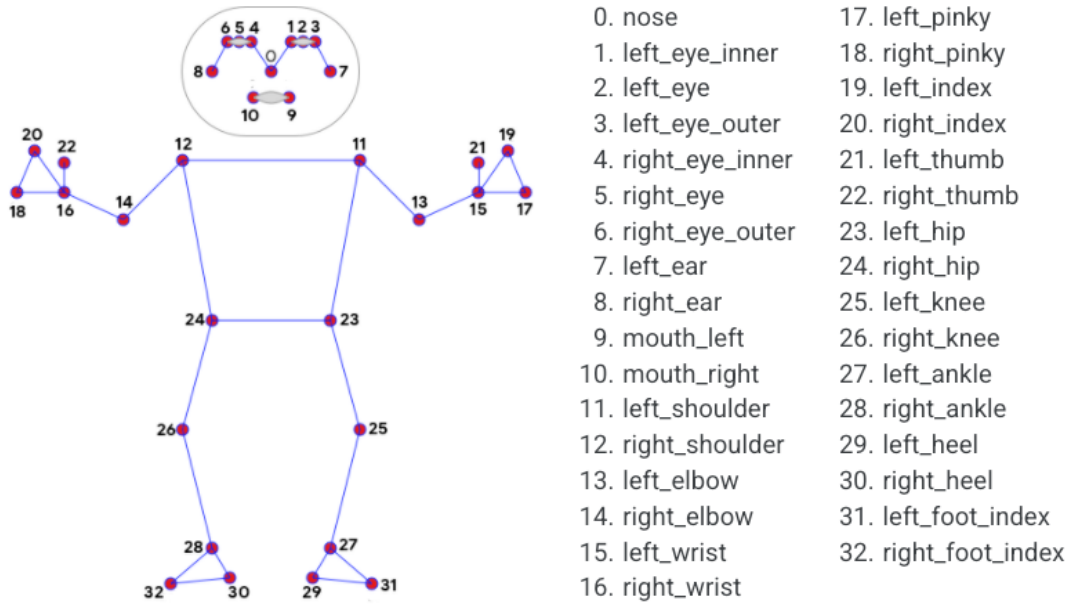 6 5 4 1 2 3
0
8 7
10 9
20 22 12 11 21 19
18 16 14 13 15 17
24 23
26 25
28 27
32 30 29 31
0. nose
1. left_eye_inner
2. left_eye
3. left_eye_outer
4. right_eye_inner
5. right_eye
6. right_eye_outer
7. left_ear
8. right_ear
9. mouth_left
10. mouth_right
11. left_shoulder
12. right_shoulder
13. left_elbow
14. right_elbow
15. left_wrist
16. right_wrist
17. left_pinky
18. right_pinky
19. left_index
20. right_index
21. left_thumb
22. right_thumb
23. left_hip
24. right_hip
25. left_knee
26. right_knee
27. left_ankle
28. right_ankle
29. left_heel
30. right_heel
31. left_foot_index
32. right_foot_index